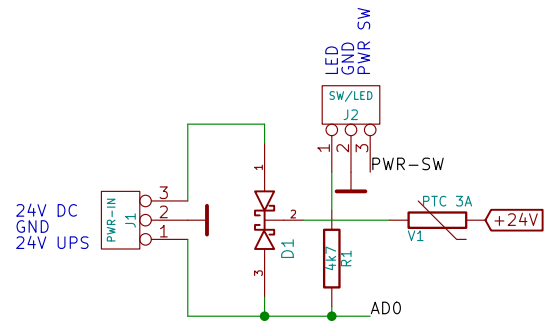 LED
GND
PWR SW
SW/LED
J2
1
2
3
PWR-SW
24V DC
GND
24V UPS
PWR-IN
J1
3
2
1
1
2
3
D1
4k7
R1
PTC 3A
V1
+24V
AD0